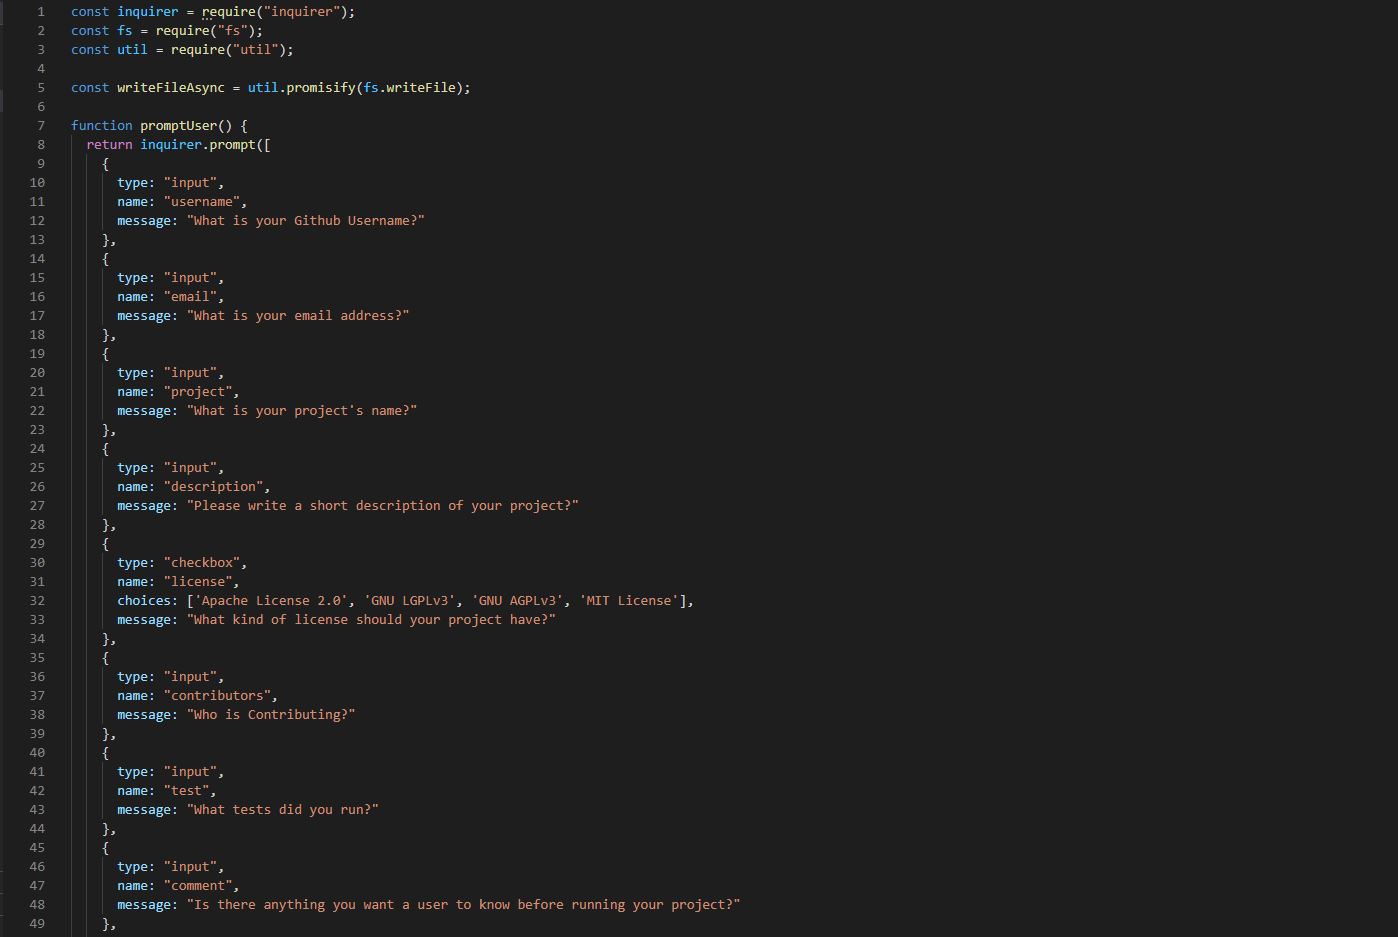 1 const inquirer = require("inquirer");
2 const fs = require("fs");
3 const util = require("util");
4
5 const writeFileAsync = util.promisify(fs.writeFile);
6
7 function promptUser() {
8 return inquirer.prompt([
9 {
10 type: "input",
11 name: "username",
12 message: "What is your Github Username?"
13 },
14 {
15 type: "input",
16 name: "email",
17 message: "What is your email address?"
18 },
19 {
20 type: "input",
21 name: "project",
22 message: "What is your project's name?"
23 },
24 {
25 type: "input",
26 name: "description",
27 message: "Please write a short description of your project?"
28 },
29 {
30 type: "checkbox",
31 name: "license",
32 choices: ['Apache License 2.0', 'GNU LGPLv3', 'GNU AGPLv3', 'MIT License'],
33 message: "What kind of license should your project have?"
34 },
35 {
36 type: "input",
37 name: "contributors",
38 message: "Who is Contributing?"
39 },
40 {
41 type: "input",
42 name: "test",
43 message: "What tests did you run?"
44 },
45 {
46 type: "input",
47 name: "comment",
48 message: "Is there anything you want a user to know before running your project?"
49 },